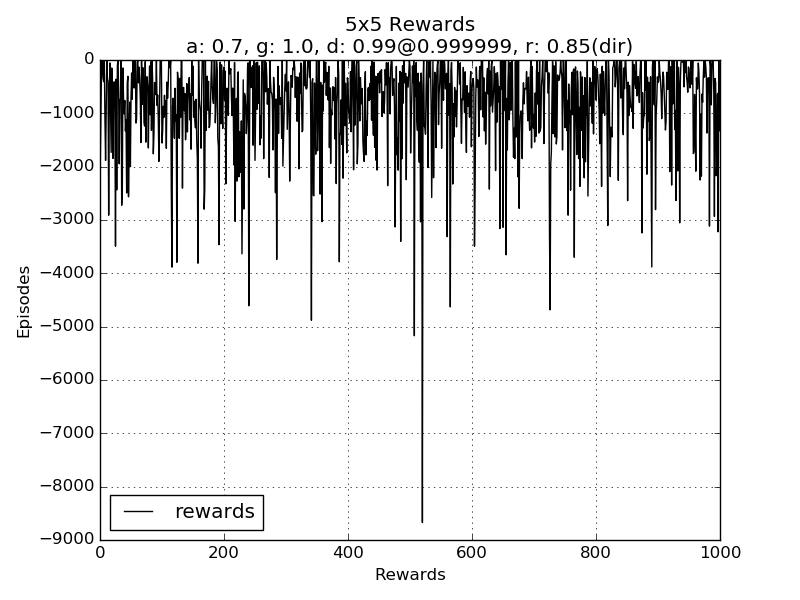 5x5 Rewards
a: 0.7, g: 1.0, d: 0.99@0.999999, r: 0.85(dir)
0
−1000
−2000
−3000
−4000
−5000
−6000
−7000
−8000
−9000
Episodes
rewards
0 200 400 600 800 1000
Rewards